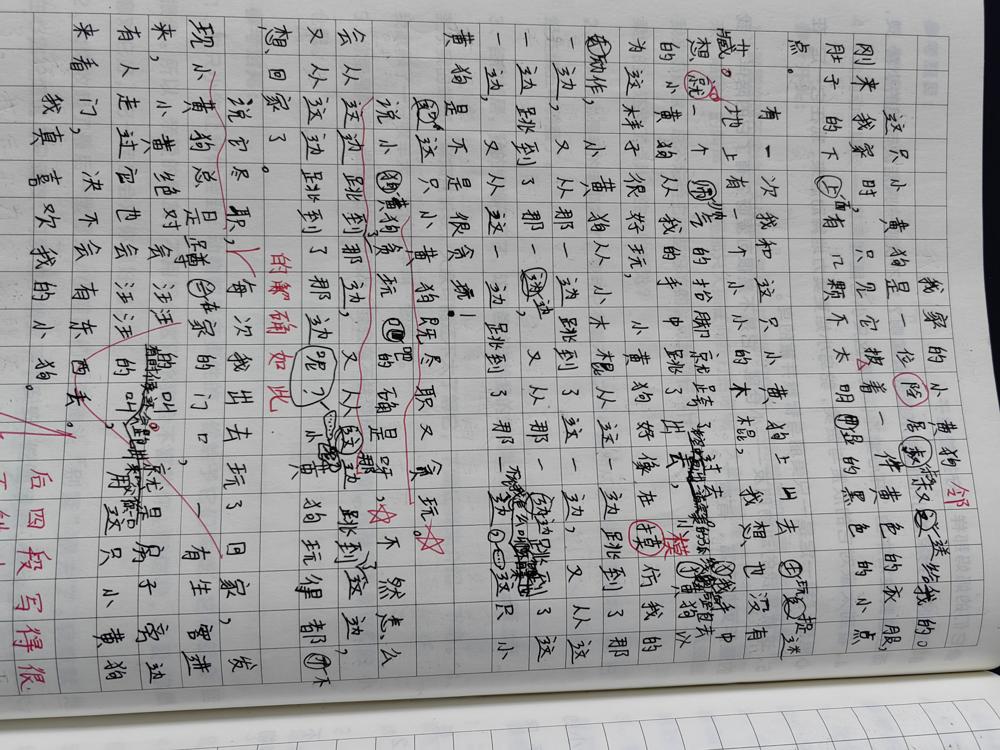 我家的小黄狗 邻
这只小黄狗是一位隣居叔叔送给我的。
刚来我家时，只见它披着一件黄色的衣服，
肚子的下面有几颗不太明显的黑色的小点
点。
有一次我和这只小黄狗上出去玩捉迷
藏。地上有一个小小的木棍，我想也没有
想就一个的抬脚就跨了过去，我手中
的小黄狗从我的手中跳了出去，小黄狗以
模
为这样子很好玩，小黄狗好像在摸仿我的
动作，小黄狗从小木棍从这一边跳到了那
一边，又从那一边跳到了这一边，又从这
一边跳到了那一边，又从那一边跳到了这
一边，又从这一边跳到了那一边这只小
黄狗是不是很贪玩！
这只小黄狗既尽职又贪玩。
说小黄狗贪玩吧的确是呀，不然怎么
会从这边跳到那边，又从那边跳到了这边，
又从这边跳到了那边呢？小黄狗玩得都不
想回家了。 的确如此
说它尽职，每次我出去玩了回家，发
现小黄狗总是蹲在家的门口，一有生客进
来，小黄绝对会汪汪的叫。就是房子旁边
有人走过它也会汪汪的叫，用这只小黄狗
来看门，决不会有东西丢。
我真喜欢我的小狗。
后四段写得很